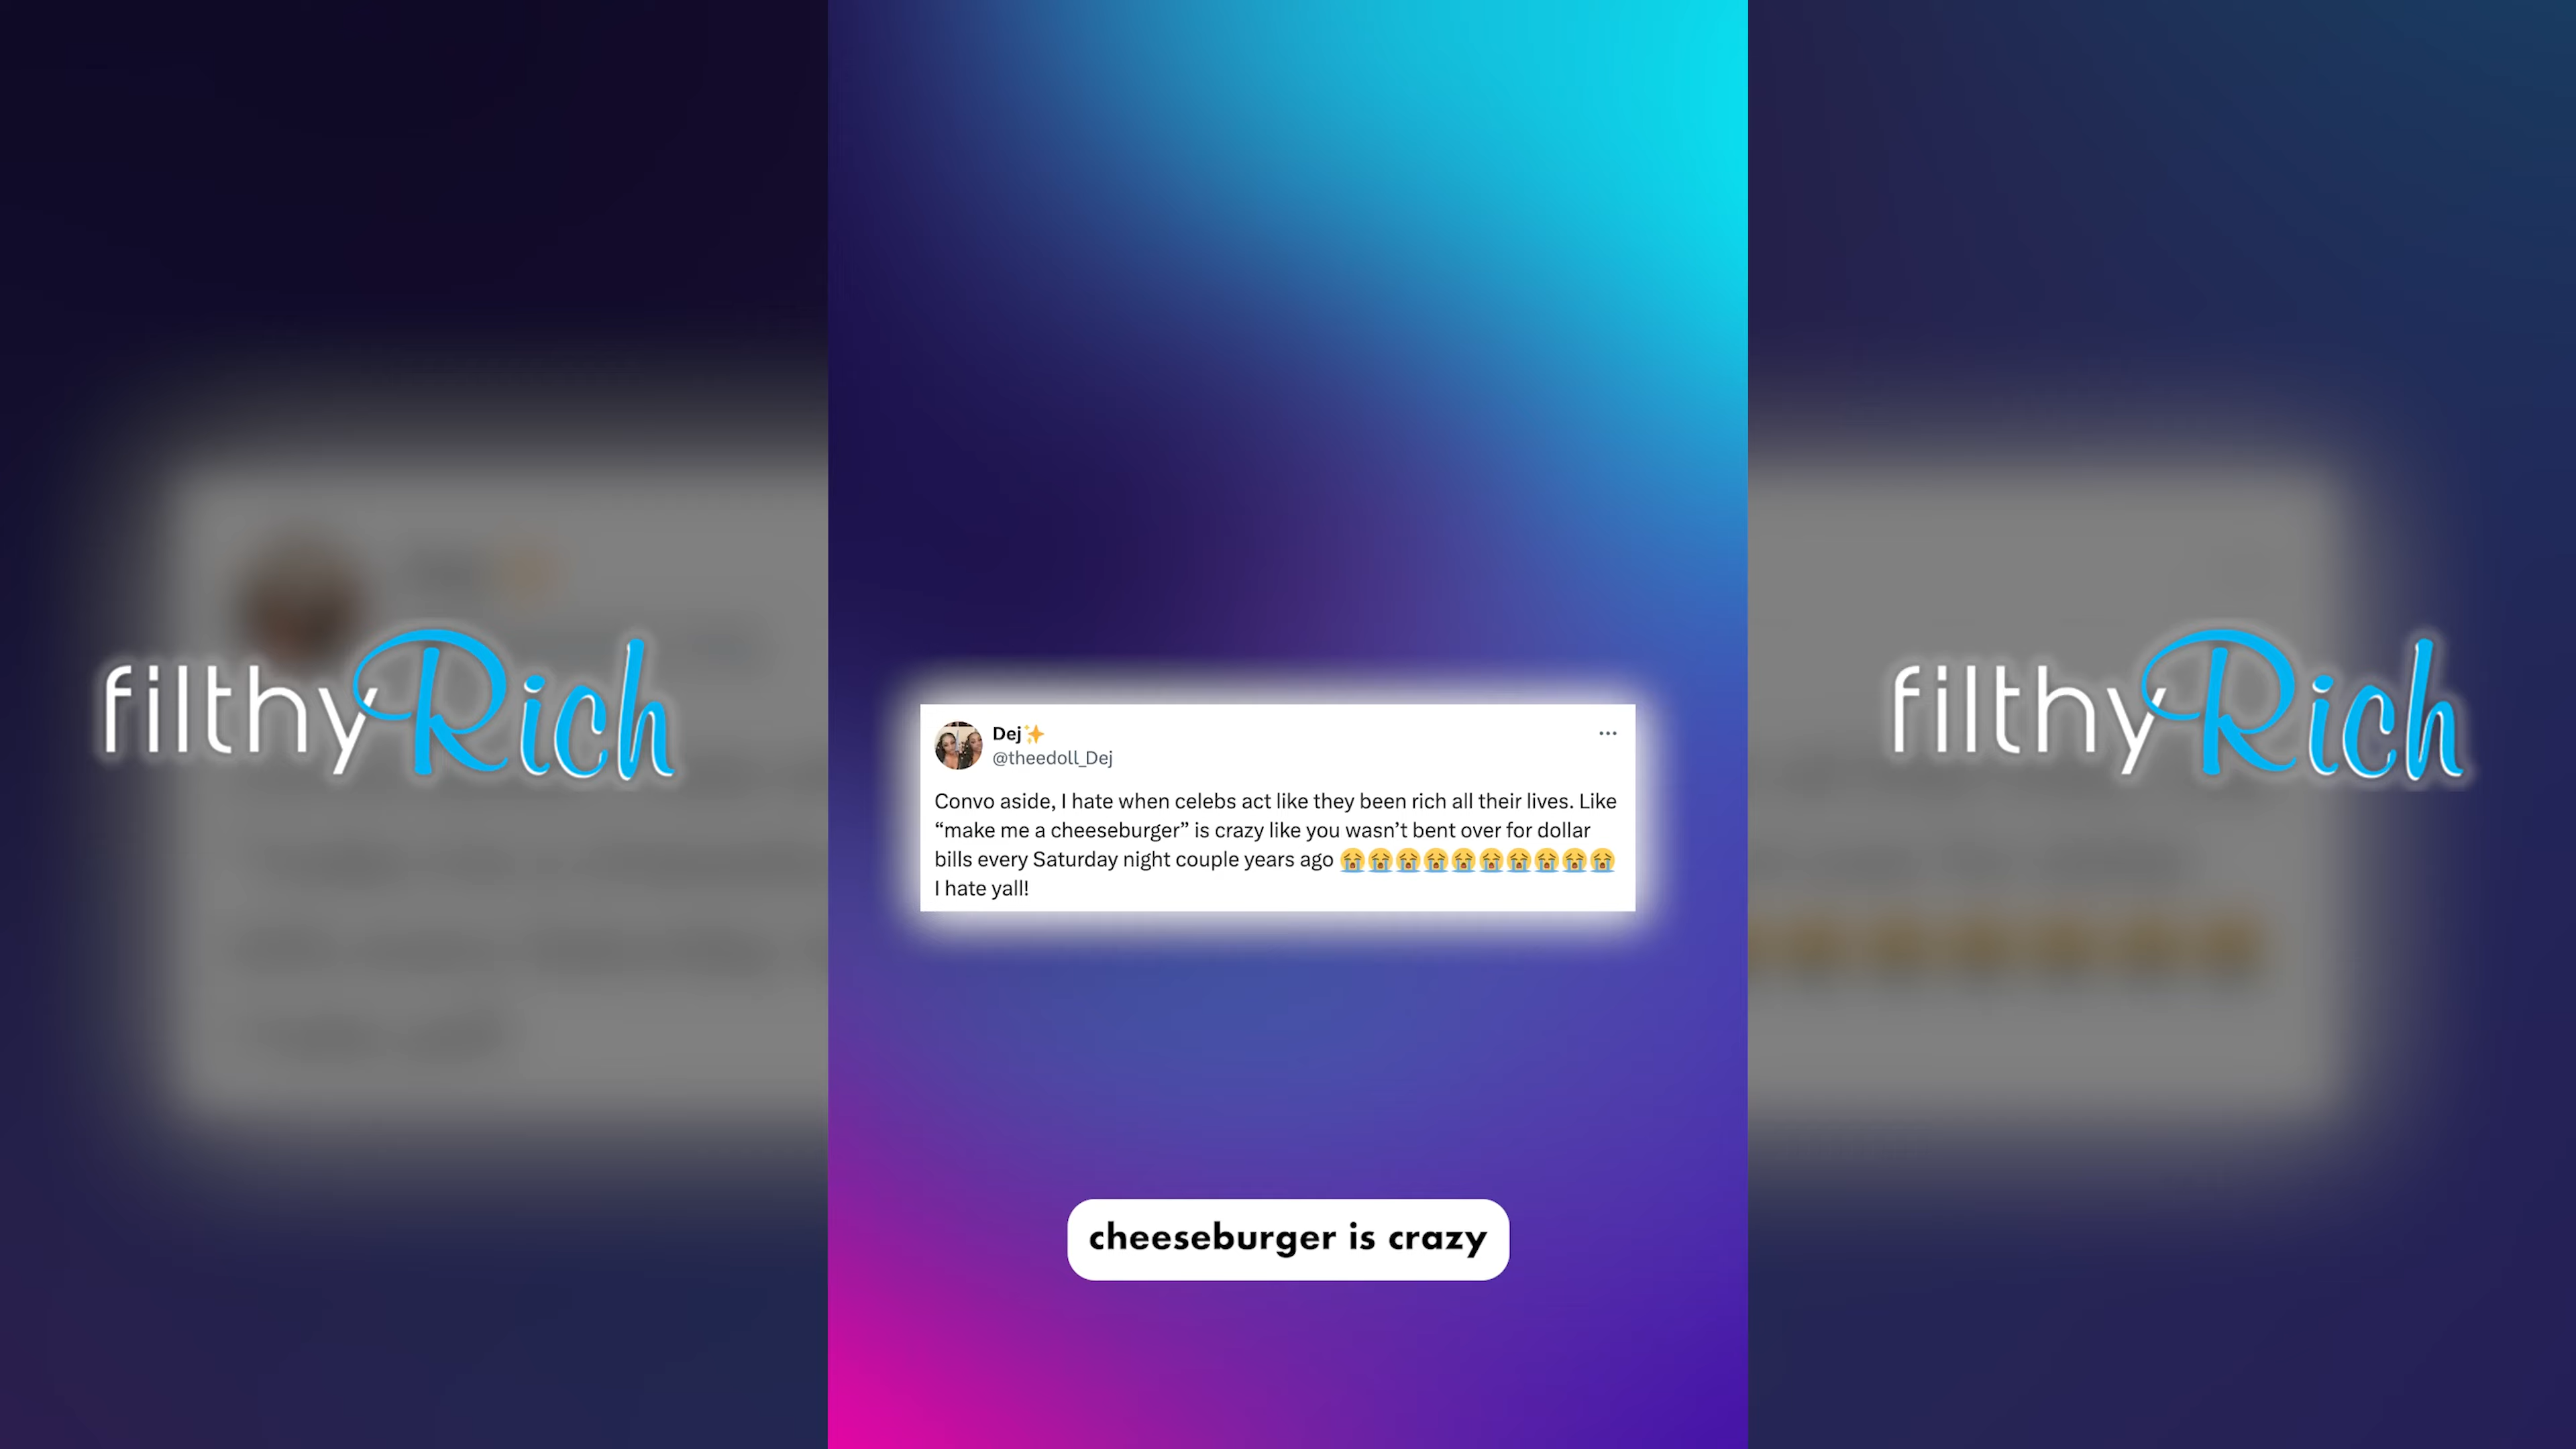 filthyRich
Dej✨
@theedoll_Dej
Convo aside, I hate when celebs act like they been rich all their lives. Like
“make me a cheeseburger” is crazy like you wasn’t bent over for dollar
bills every Saturday night couple years ago 😭😭😭😭😭😭😭😭😭😭
I hate yall!
cheeseburger is crazy
filthyRich